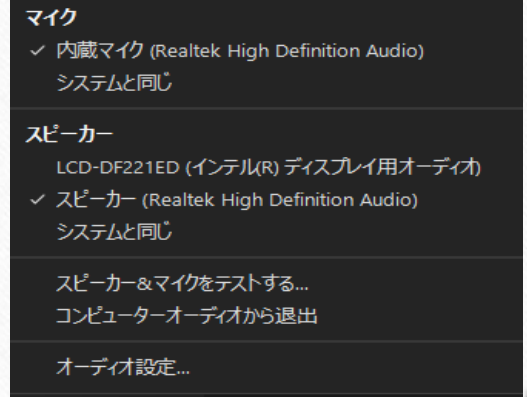 マイク
✓ 内蔵マイク (Realtek High Definition Audio)
システムと同じ
スピーカー
LCD-DF221ED (インテル(R) ディスプレイ用オーディオ)
✓ スピーカー (Realtek High Definition Audio)
システムと同じ
スピーカー&マイクをテストする...
コンピューターオーディオから退出
オーディオ設定...